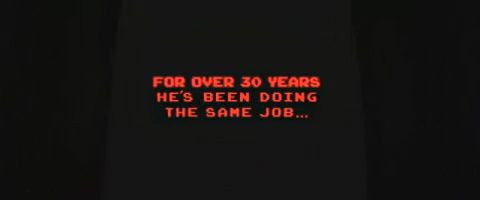 FOR OVER 30 YEARS
HE'S BEEN DOING
THE SAME JOB...